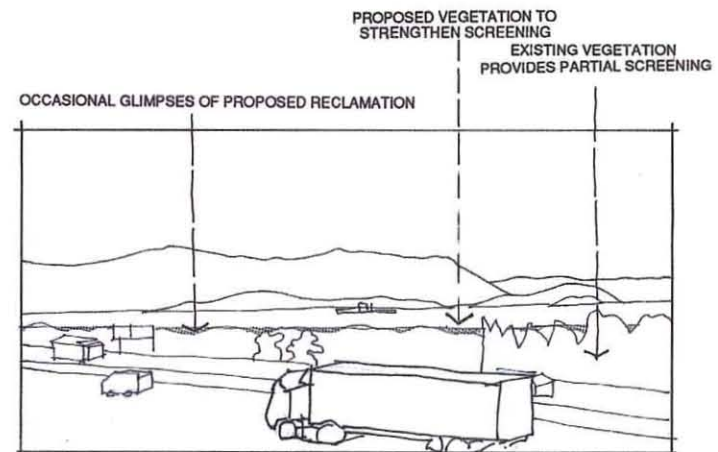 PROPOSED VEGETATION TO
STRENGTHEN SCREENING
EXISTING VEGETATION
PROVIDES PARTIAL SCREENING
OCCASIONAL GLIMPSES OF PROPOSED RECLAMATION